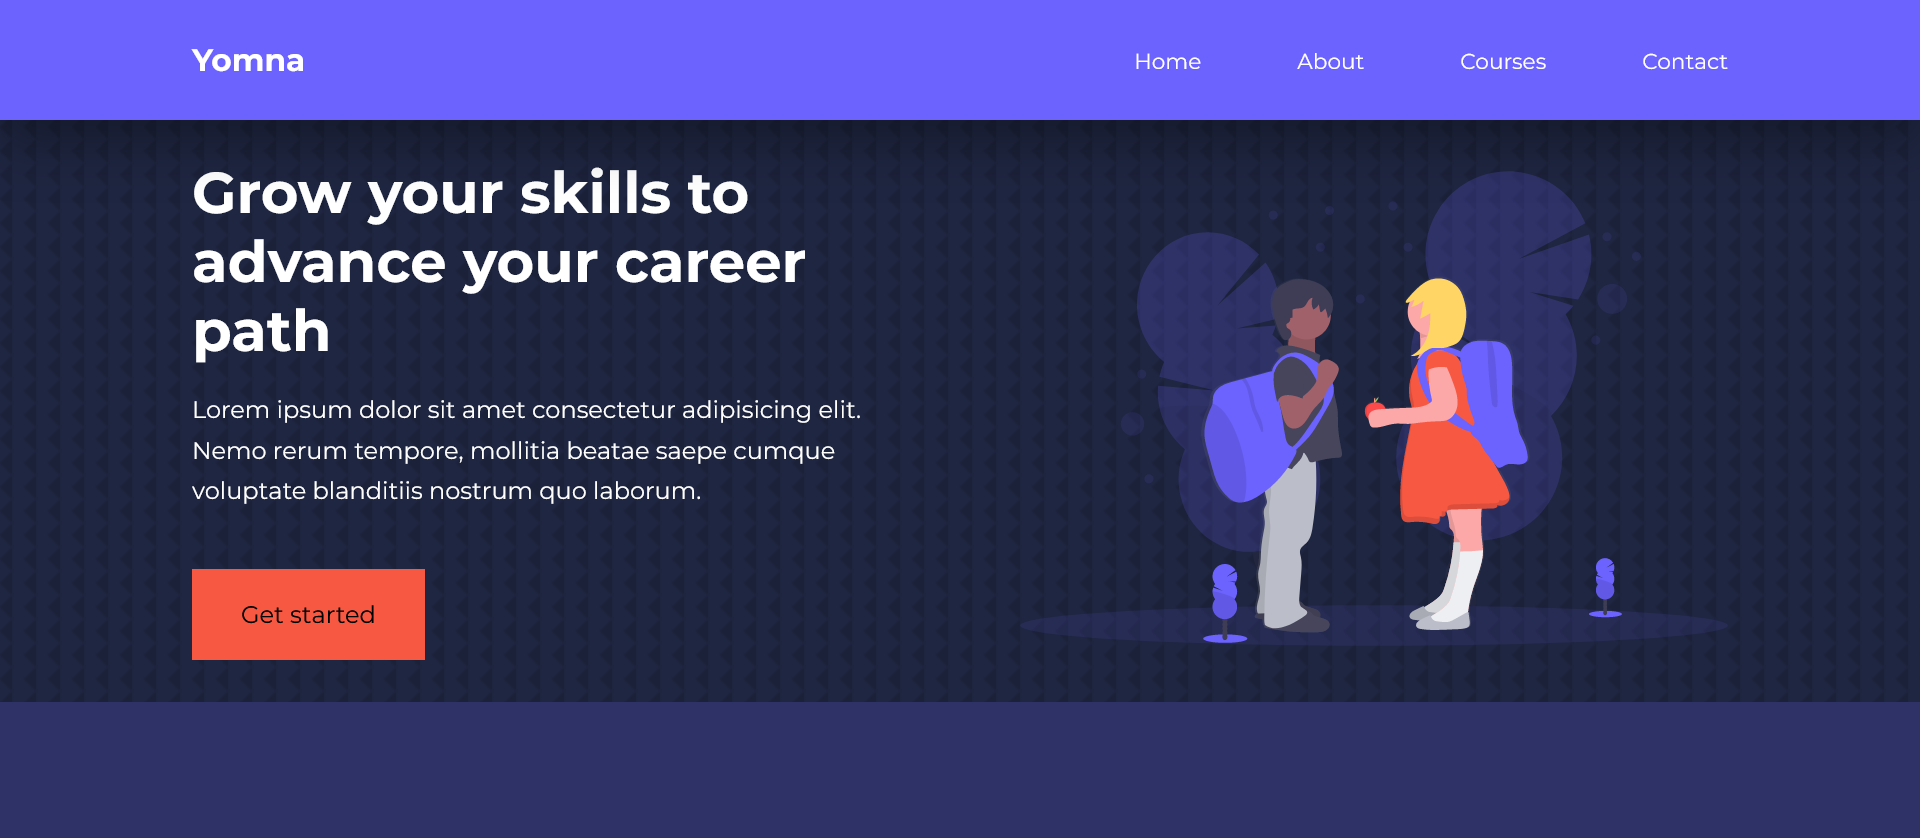 Yomna
Home About Courses Contact
Grow your skills to
advance your career
path
Lorem ipsum dolor sit amet consectetur adipisicing elit.
Nemo rerum tempore, mollitia beatae saepe cumque
voluptate blanditiis nostrum quo laborum.
Get started